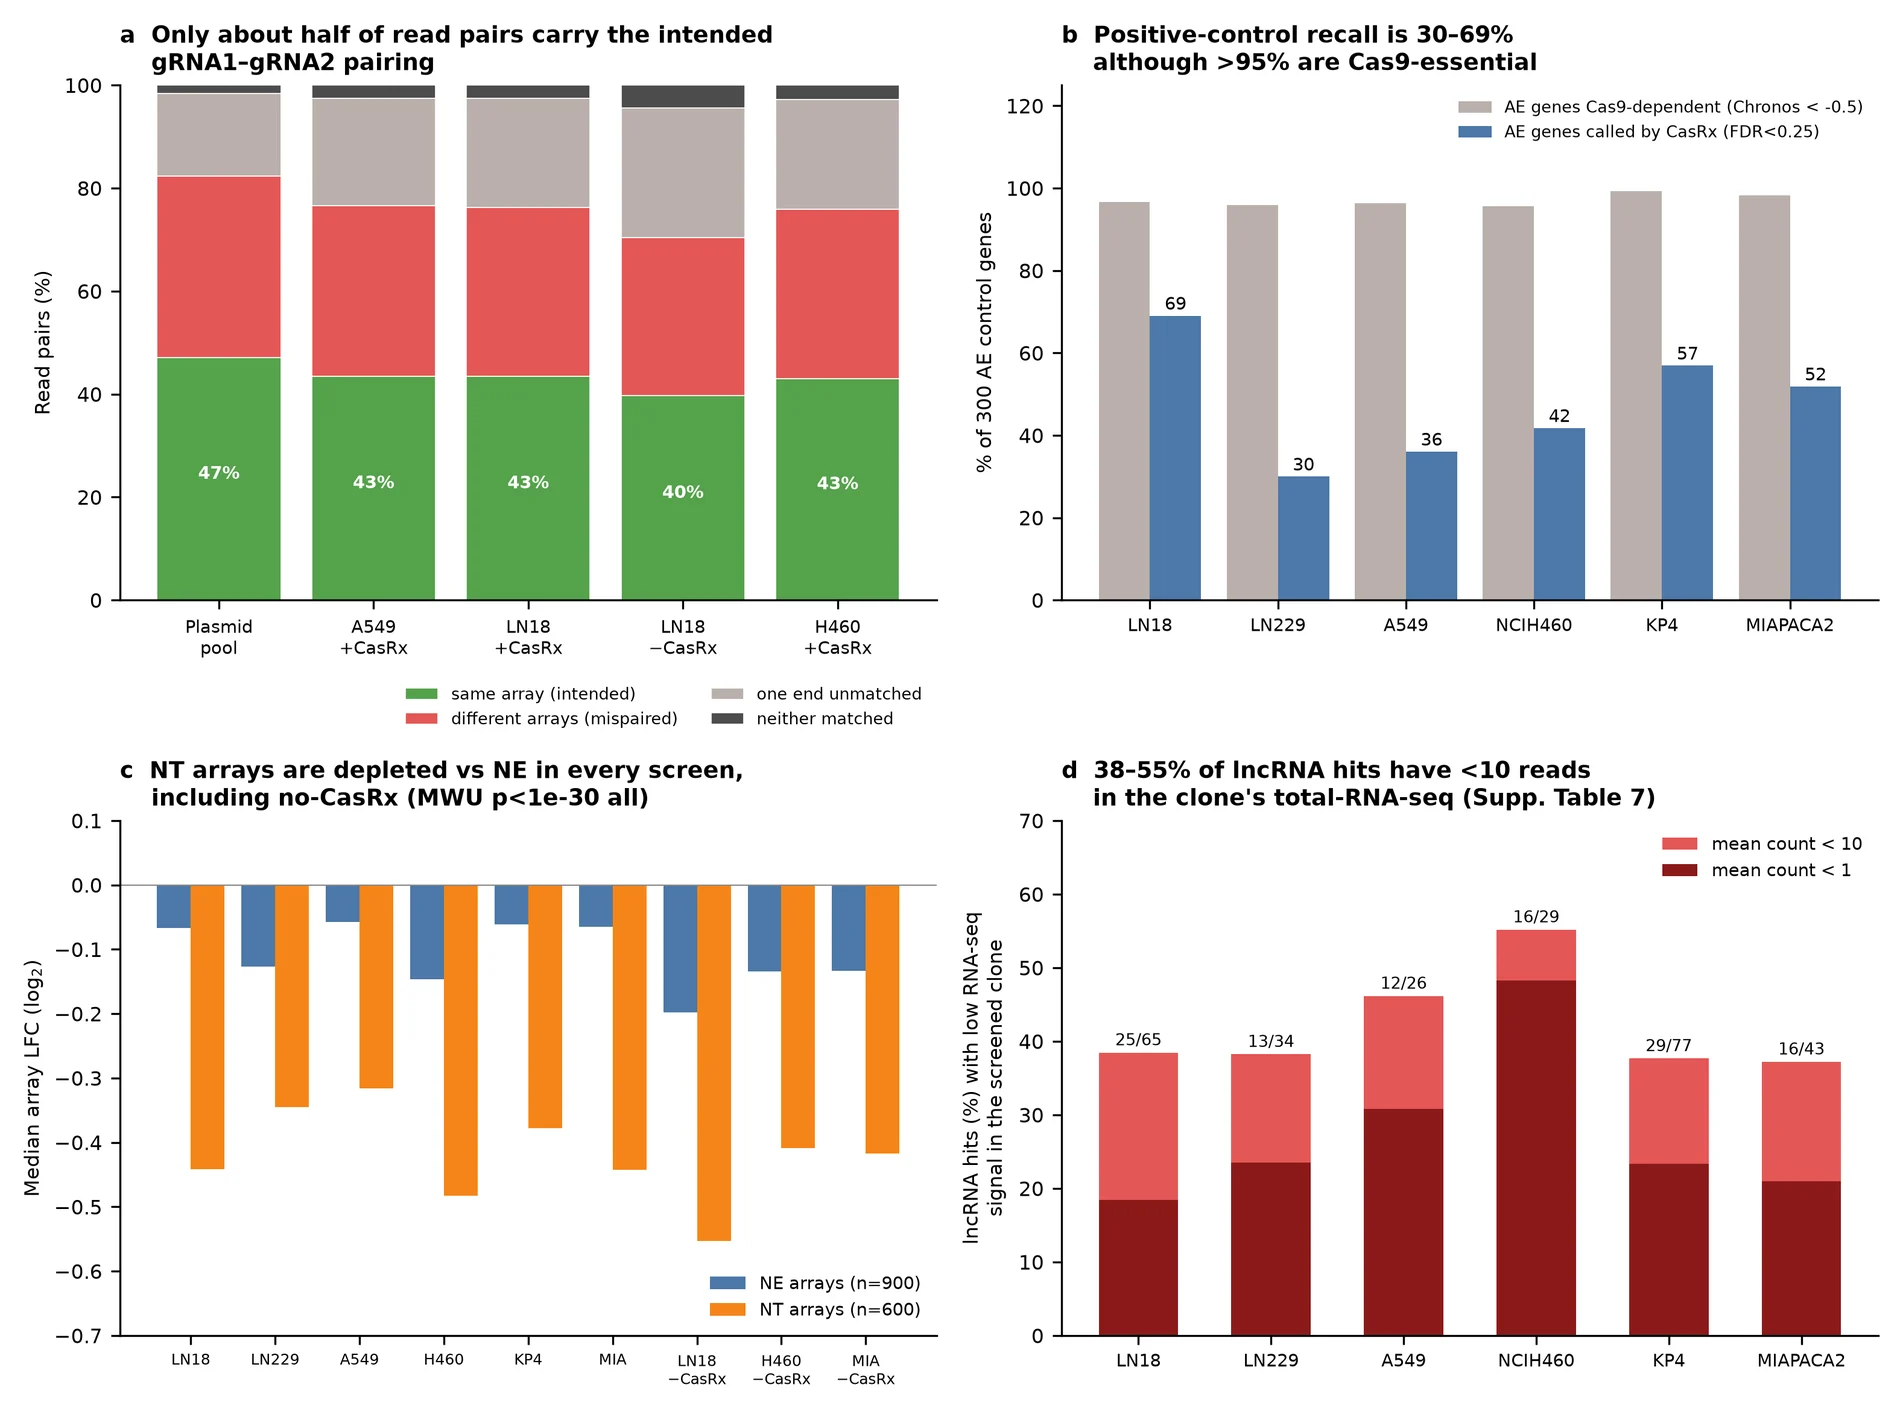 a Only about half of read pairs carry the intended
gRNA1–gRNA2 pairing
Read pairs (%)
100
80
60
40
20
0
47%
43%
43%
40%
43%
Plasmid
pool
A549
+CasRx
LN18
+CasRx
LN18
−CasRx
H460
+CasRx
same array (intended)
different arrays (mispaired)
one end unmatched
neither matched
b Positive-control recall is 30–69%
although >95% are Cas9-essential
% of 300 AE control genes
120
100
80
60
40
20
0
AE genes Cas9-dependent (Chronos < -0.5)
AE genes called by CasRx (FDR<0.25)
69
30
36
42
57
52
LN18
LN229
A549
NCIH460
KP4
MIAPACA2
c NT arrays are depleted vs NE in every screen,
including no-CasRx (MWU p<1e-30 all)
Median array LFC (log₂)
0.1
0.0
−0.1
−0.2
−0.3
−0.4
−0.5
−0.6
−0.7
NE arrays (n=900)
NT arrays (n=600)
LN18
LN229
A549
H460
KP4
MIA
LN18
−CasRx
H460
−CasRx
MIA
−CasRx
d 38–55% of lncRNA hits have <10 reads
in the clone's total-RNA-seq (Supp. Table 7)
lncRNA hits (%) with low RNA-seq
signal in the screened clone
70
60
50
40
30
20
10
0
mean count < 10
mean count < 1
25/65
13/34
12/26
16/29
29/77
16/43
LN18
LN229
A549
NCIH460
KP4
MIAPACA2